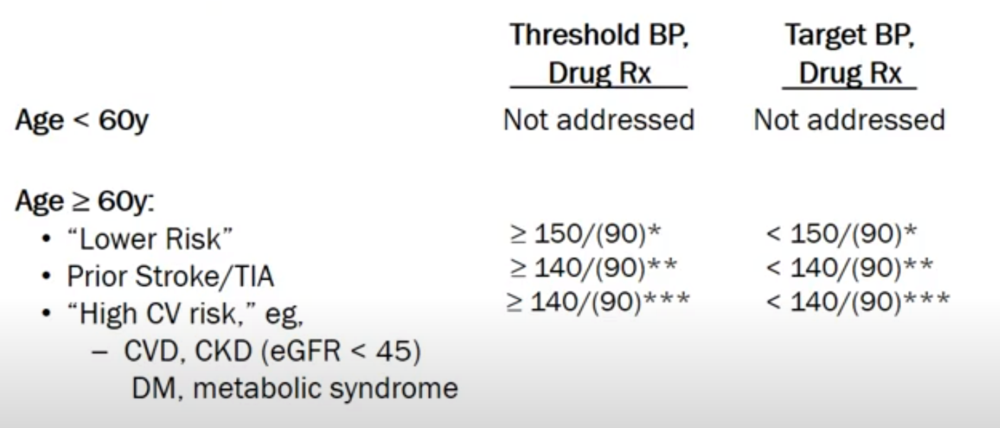 Threshold BP, Target BP,
Drug Rx Drug Rx
Age < 60y Not addressed Not addressed
Age ≥ 60y:
• “Lower Risk” ≥ 150/(90)* < 150/(90)*
• Prior Stroke/TIA ≥ 140/(90)** < 140/(90)**
• “High CV risk,” eg, ≥ 140/(90)*** < 140/(90)***
– CVD, CKD (eGFR < 45)
DM, metabolic syndrome